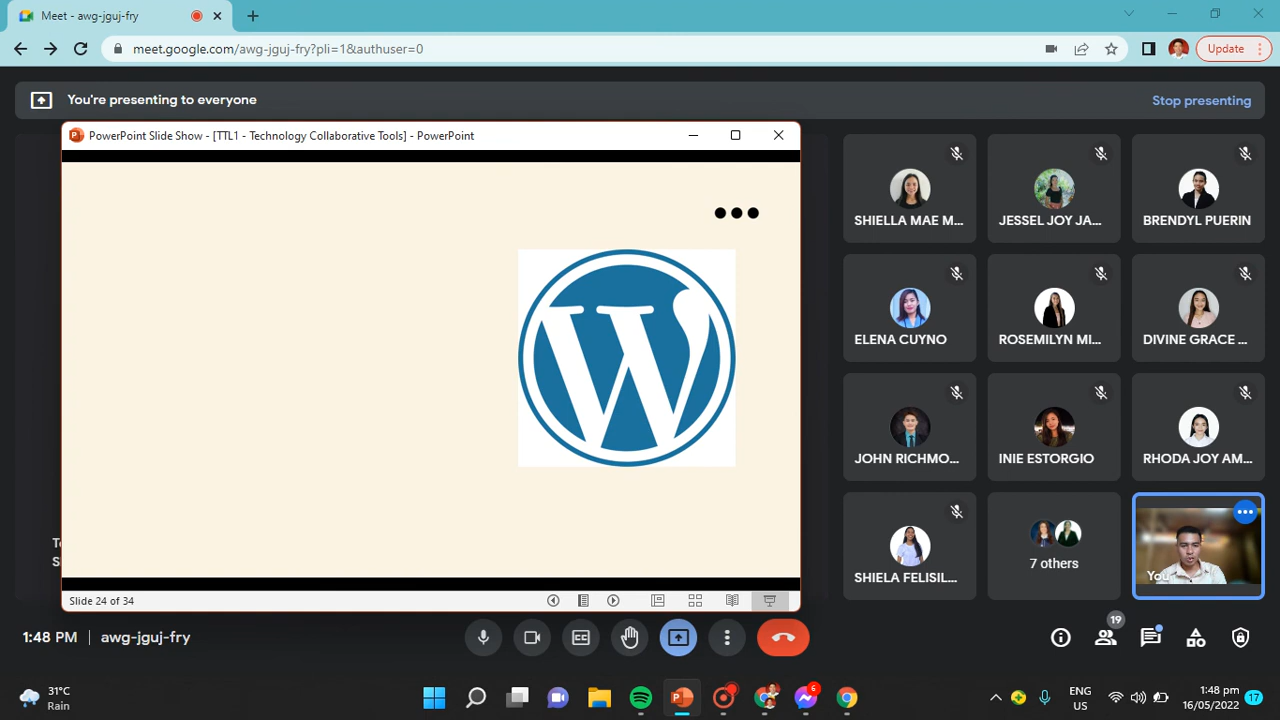 Meet - awg-jguj-fry
meet.google.com/awg-jguj-fry?pli=1&authuser=0
Update
You're presenting to everyone
Stop presenting
PowerPoint Slide Show - [TTL1 - Technology Collaborative Tools] - PowerPoint
W
Slide 24 of 34
SHIELLA MAE M...
JESSEL JOY JA...
BRENDYL PUERIN
ELENA CUYNO
ROSEMILYN MI...
DIVINE GRACE ...
JOHN RICHMO...
INIE ESTORGIO
RHODA JOY AM...
SHIELA FELISIL...
7 others
You
1:48 PM
awg-jguj-fry
CC
19
31°C
Rain
6
ENG
US
1:48 pm
16/05/2022
17